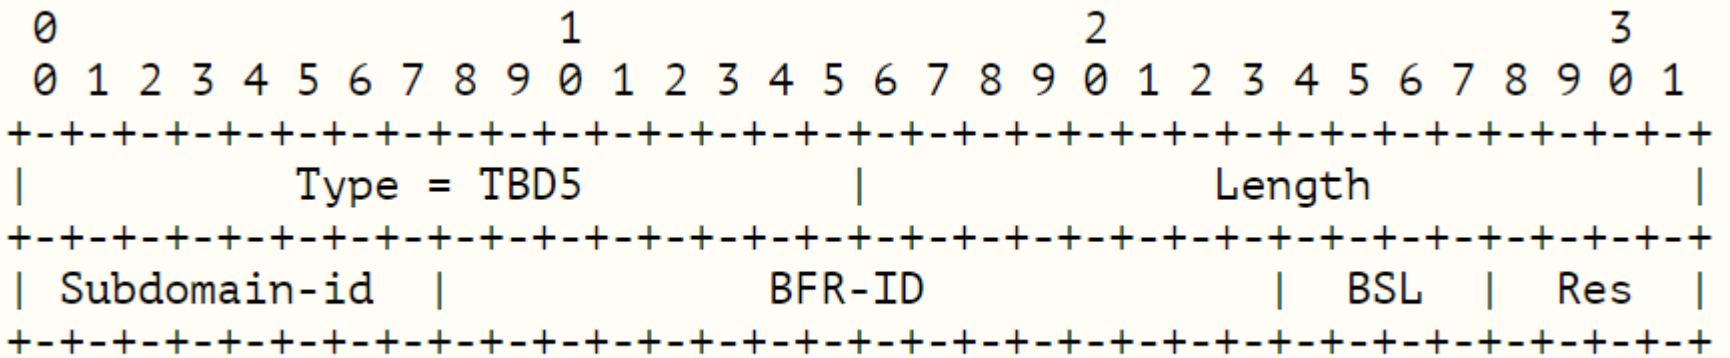 0                   1                   2                   3
 0 1 2 3 4 5 6 7 8 9 0 1 2 3 4 5 6 7 8 9 0 1 2 3 4 5 6 7 8 9 0 1
+-+-+-+-+-+-+-+-+-+-+-+-+-+-+-+-+-+-+-+-+-+-+-+-+-+-+-+-+-+-+-+-+
|          Type = TBD5          |             Length            |
+-+-+-+-+-+-+-+-+-+-+-+-+-+-+-+-+-+-+-+-+-+-+-+-+-+-+-+-+-+-+-+-+
| Subdomain-id  |            BFR-ID             |  BSL  |  Res  |
+-+-+-+-+-+-+-+-+-+-+-+-+-+-+-+-+-+-+-+-+-+-+-+-+-+-+-+-+-+-+-+-+